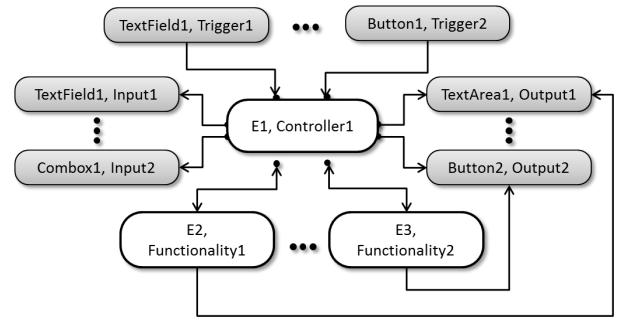 TextField1, Trigger1
Button1, Trigger2
TextField1, Input1
E1, Controller1
TextArea1, Output1
Combox1, Input2
Button2, Output2
E2,
Functionality1
E3,
Functionality2